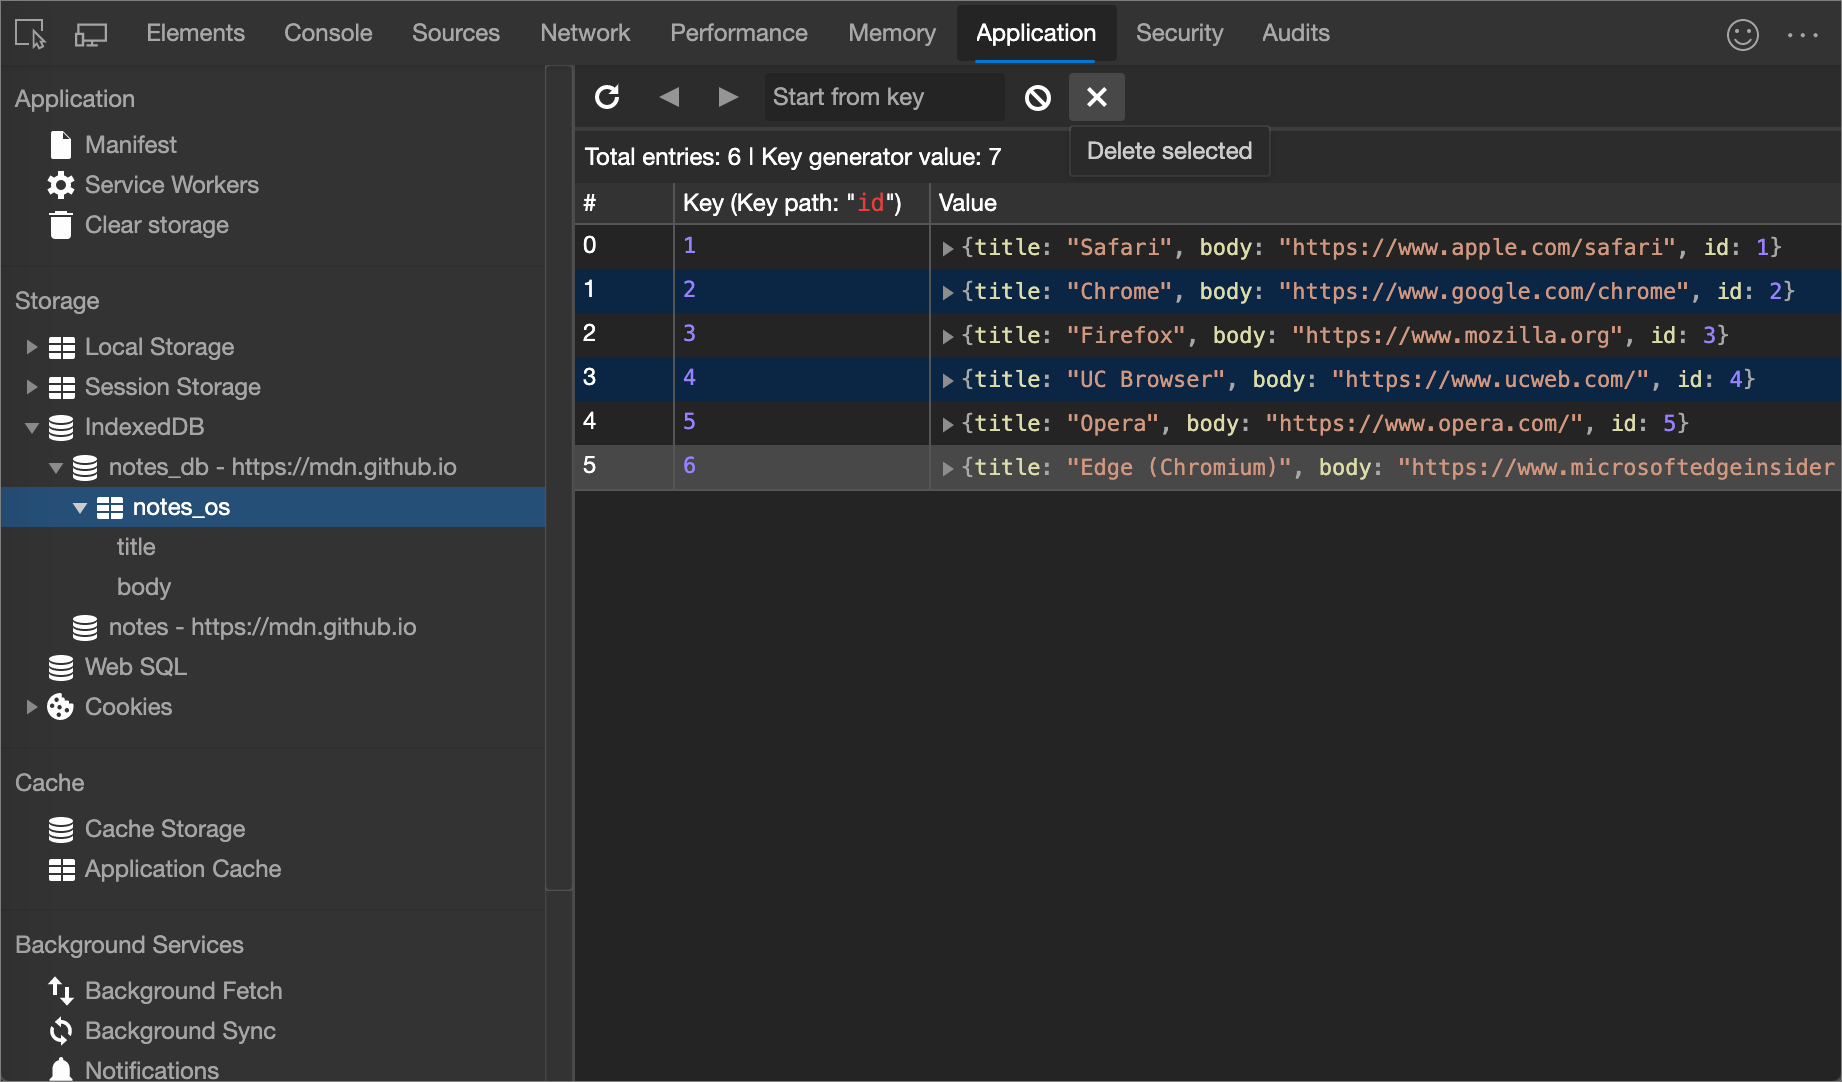 Elements Console Sources Network Performance Memory Application Security Audits
Application
Manifest
Service Workers
Clear storage
Storage
Local Storage
Session Storage
IndexedDB
notes_db - https://mdn.github.io
notes_os
title
body
notes - https://mdn.github.io
Web SQL
Cookies
Cache
Cache Storage
Application Cache
Background Services
Background Fetch
Background Sync
Notifications
Start from key
Delete selected
Total entries: 6 | Key generator value: 7
# Key (Key path: "id") Value
0 1 {title: "Safari", body: "https://www.apple.com/safari", id: 1}
1 2 {title: "Chrome", body: "https://www.google.com/chrome", id: 2}
2 3 {title: "Firefox", body: "https://www.mozilla.org", id: 3}
3 4 {title: "UC Browser", body: "https://www.ucweb.com/", id: 4}
4 5 {title: "Opera", body: "https://www.opera.com/", id: 5}
5 6 {title: "Edge (Chromium)", body: "https://www.microsoftedgeinsider